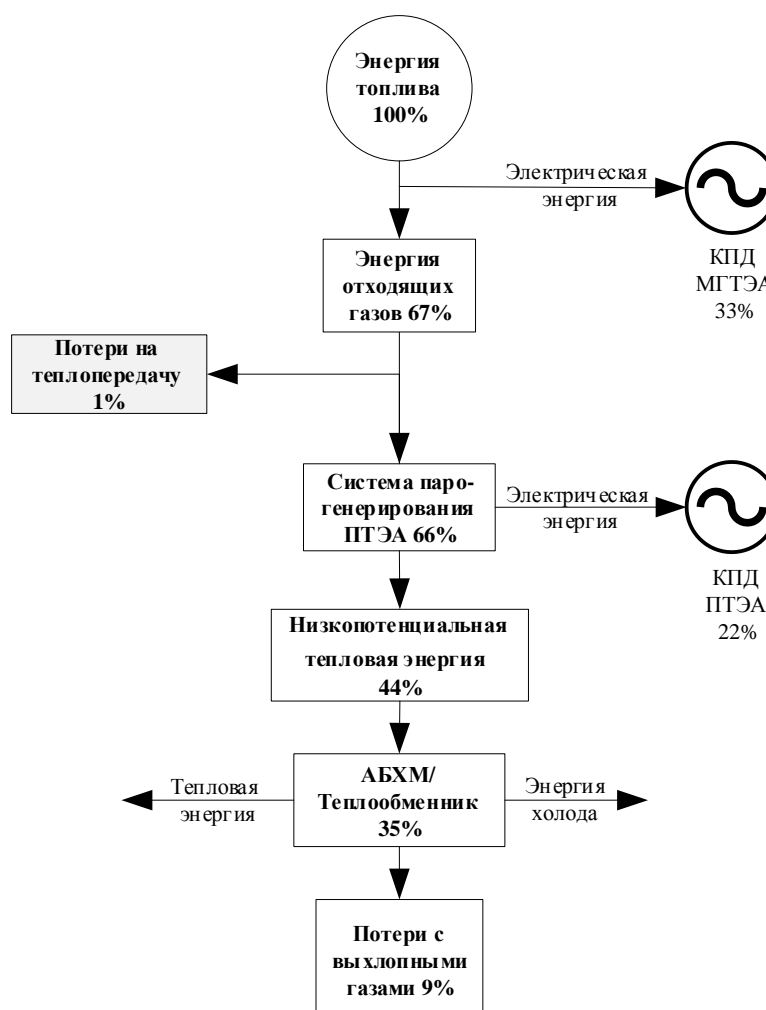 Энергия
топлива
100%
Электрическая
энергия
КПД
МГТЭА
33%
Энергия
отходящих
газов 67%
Потери на
теплопередачу
1%
Система паро-
генерирования
ПТЭА 66%
Электрическая
энергия
КПД
ПТЭА
22%
Низкопотенциальная
тепловая энергия
44%
Тепловая
энергия
АБХМ/
Теплообменник
35%
Энергия
холода
Потери с
выхлопными
газами 9%